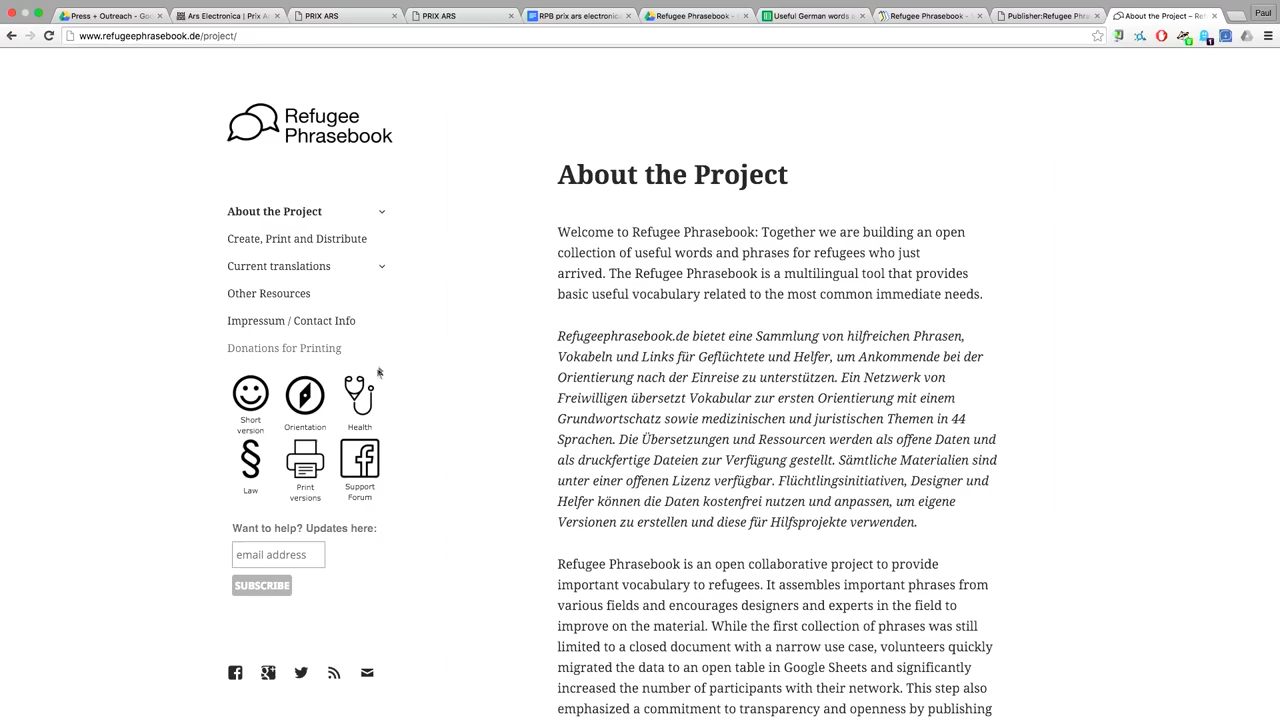 Press + Outreach - Go
Ars Electronica | Prix A
PRIX ARS
PRIX ARS
RPB prix ars electronic
Refugee Phrasebook -
Useful German words
Refugee Phrasebook -
Publisher:Refugee Phra
About the Project – Re
Paul
www.refugeephrasebook.de/project/
Refugee
Phrasebook
About the Project
Create, Print and Distribute
Current translations
Other Resources
Impressum / Contact Info
Donations for Printing
Short
version
Orientation
Health
§
Law
Print
versions
Support
Forum
Want to help? Updates here:
email address
SUBSCRIBE
About the Project
Welcome to Refugee Phrasebook: Together we are building an open
collection of useful words and phrases for refugees who just
arrived. The Refugee Phrasebook is a multilingual tool that provides
basic useful vocabulary related to the most common immediate needs.
Refugeephrasebook.de bietet eine Sammlung von hilfreichen Phrasen,
Vokabeln und Links für Geflüchtete und Helfer, um Ankommende bei der
Orientierung nach der Einreise zu unterstützen. Ein Netzwerk von
Freiwilligen übersetzt Vokabular zur ersten Orientierung mit einem
Grundwortschatz sowie medizinischen und juristischen Themen in 44
Sprachen. Die Übersetzungen und Ressourcen werden als offene Daten und
als druckfertige Dateien zur Verfügung gestellt. Sämtliche Materialien sind
unter einer offenen Lizenz verfügbar. Flüchtlingsinitiativen, Designer und
Helfer können die Daten kostenfrei nutzen und anpassen, um eigene
Versionen zu erstellen und diese für Hilfsprojekte verwenden.
Refugee Phrasebook is an open collaborative project to provide
important vocabulary to refugees. It assembles important phrases from
various fields and encourages designers and experts in the field to
improve on the material. While the first collection of phrases was still
limited to a closed document with a narrow use case, volunteers quickly
migrated the data to an open table in Google Sheets and significantly
increased the number of participants with their network. This step also
emphasized a commitment to transparency and openness by publishing